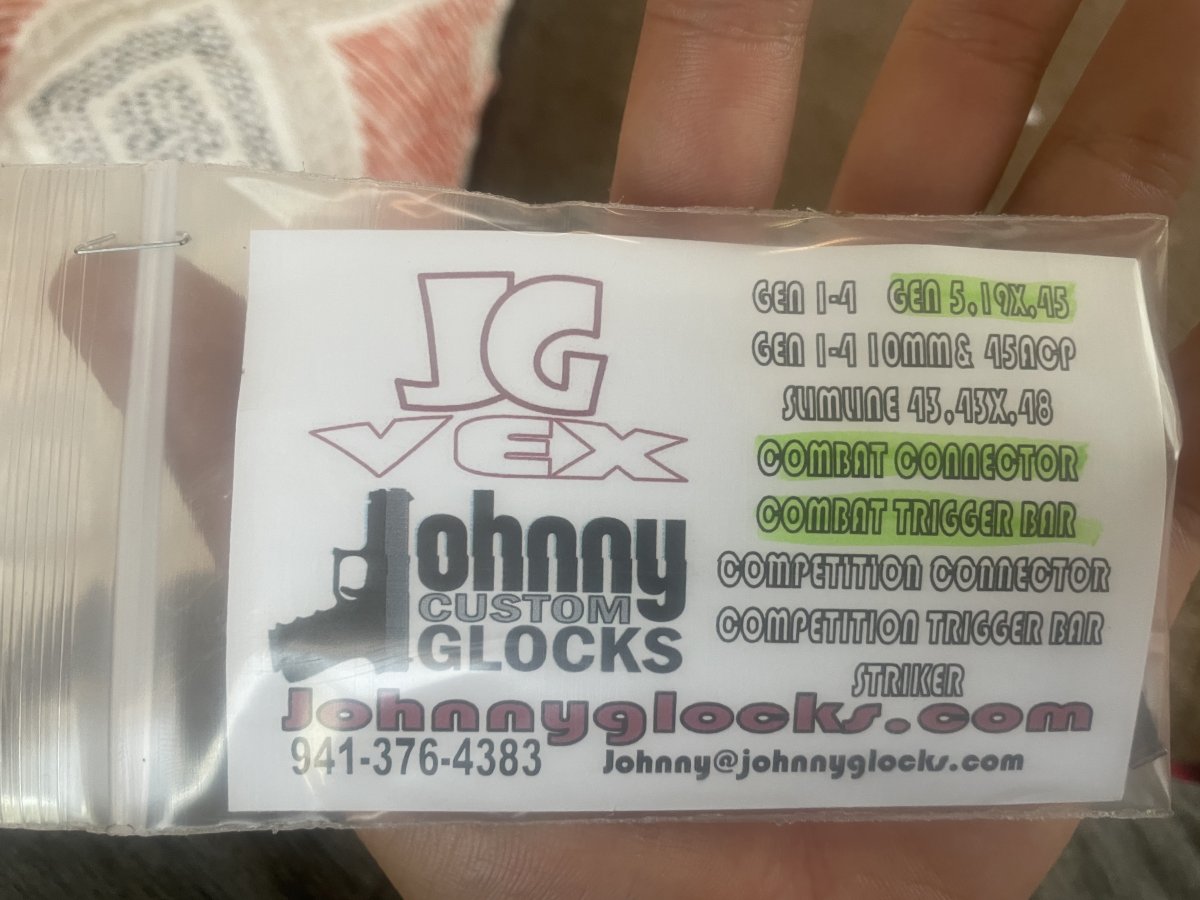 JG
VEX
Johnny
CUSTOM
GLOCKS
GEN 1-4 GEN 5,19X,45
GEN 1-4 10MM& 45ACP
SLIMLINE 43,43X,48
COMBAT CONNECTOR
COMBAT TRIGGER BAR
COMPETITION CONNECTOR
COMPETITION TRIGGER BAR
STRIKER
Johnnyglocks.com
941-376-4383 Johnny@johnnyglocks.com